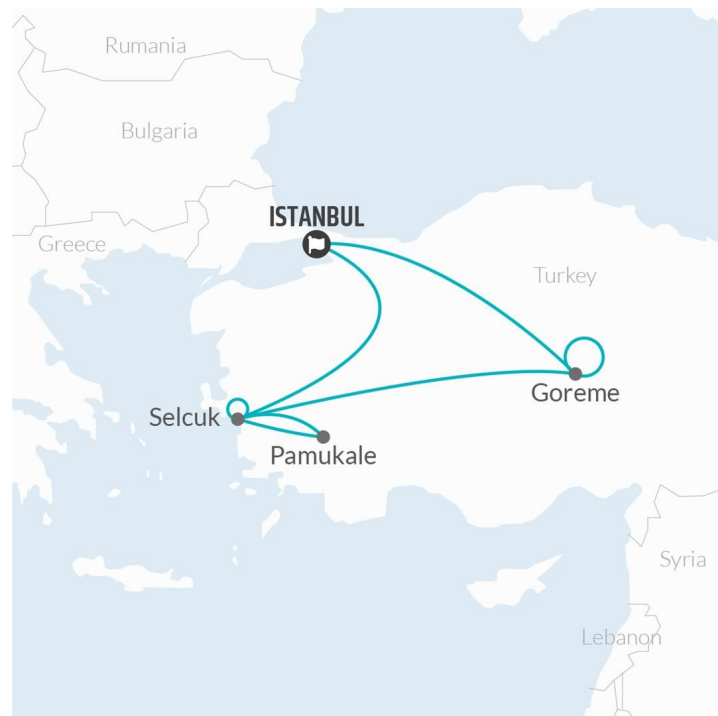 Rumania
Bulgaria
ISTANBUL
Greece
Turkey
Goreme
Selcuk
Pamukale
Syria
Lebanon